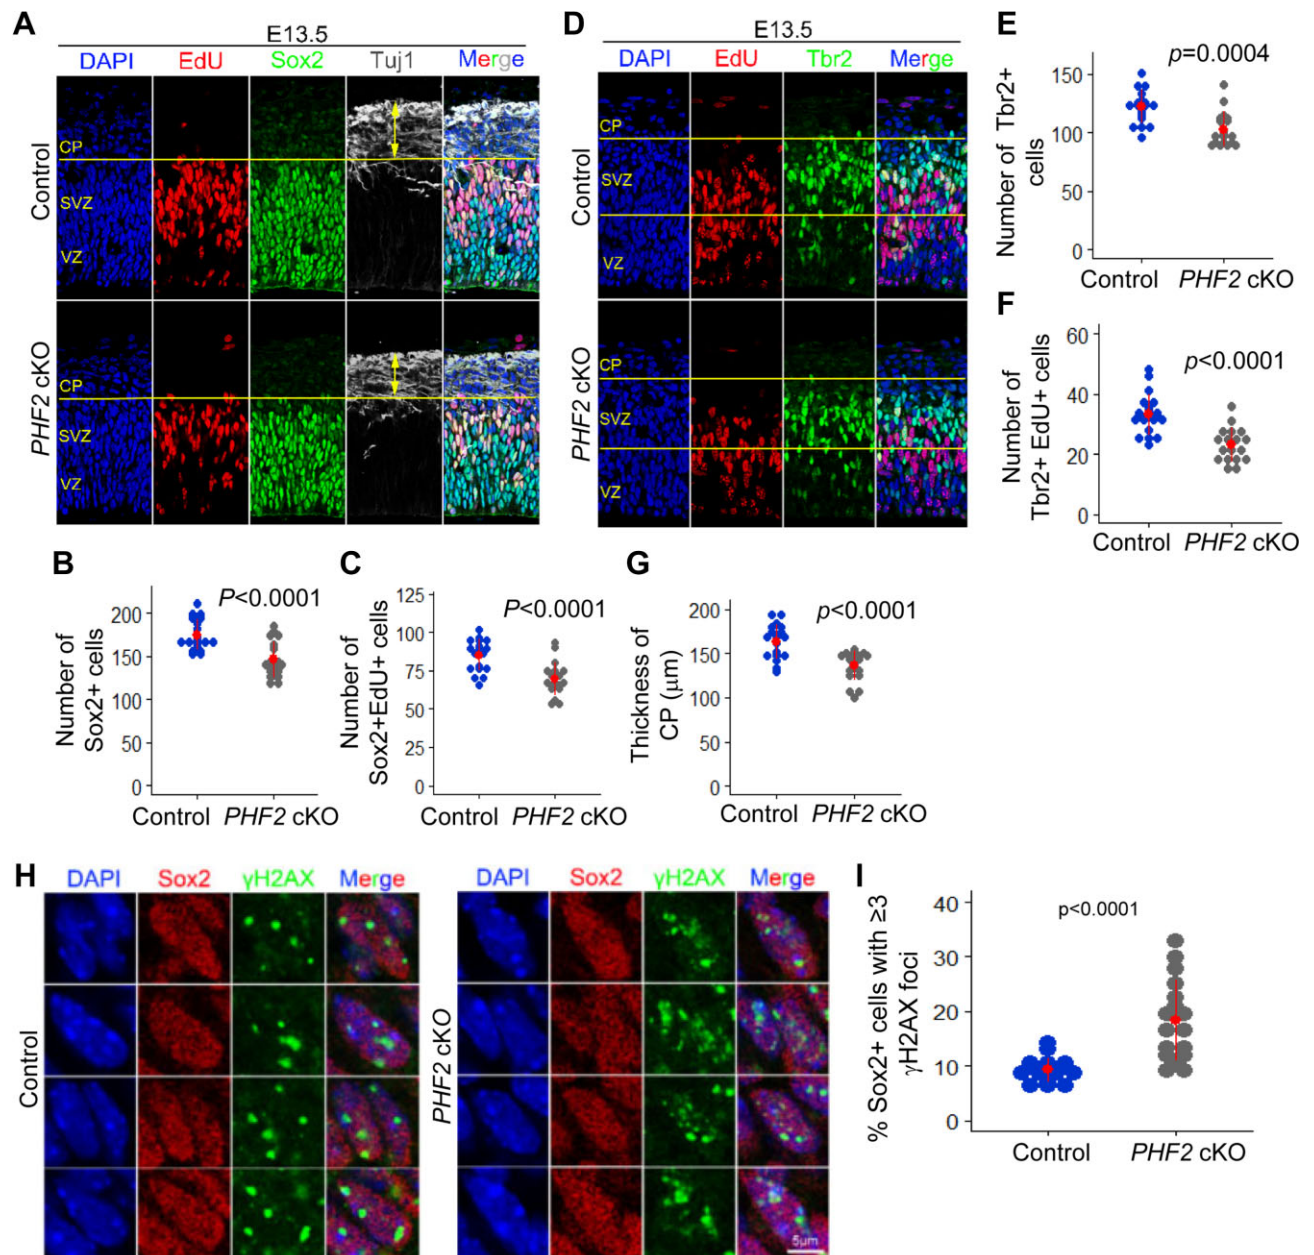 A
E13.5
DAPI EdU Sox2 Tuj1 Merge
Control
CP
SVZ
VZ
PHF2 cKO
CP
SVZ
VZ
D
E13.5
DAPI EdU Tbr2 Merge
Control
CP
SVZ
VZ
PHF2 cKO
CP
SVZ
VZ
E
p=0.0004
Number of Tbr2+
cells
150
100
50
0
Control PHF2 cKO
F
p<0.0001
Number of
Tbr2+ EdU+ cells
60
40
20
0
Control PHF2 cKO
B
P<0.0001
Number of
Sox2+ cells
200
150
100
50
0
Control PHF2 cKO
C
P<0.0001
Number of
Sox2+EdU+ cells
125
100
75
50
25
0
Control PHF2 cKO
G
p<0.0001
Thickness of
CP (μm)
200
150
100
50
0
Control PHF2 cKO
H
DAPI Sox2 γH2AX Merge
Control
DAPI Sox2 γH2AX Merge
PHF2 cKO
5μm
I
p<0.0001
% Sox2+ cells with ≥3
γH2AX foci
40
30
20
10
0
Control PHF2 cKO